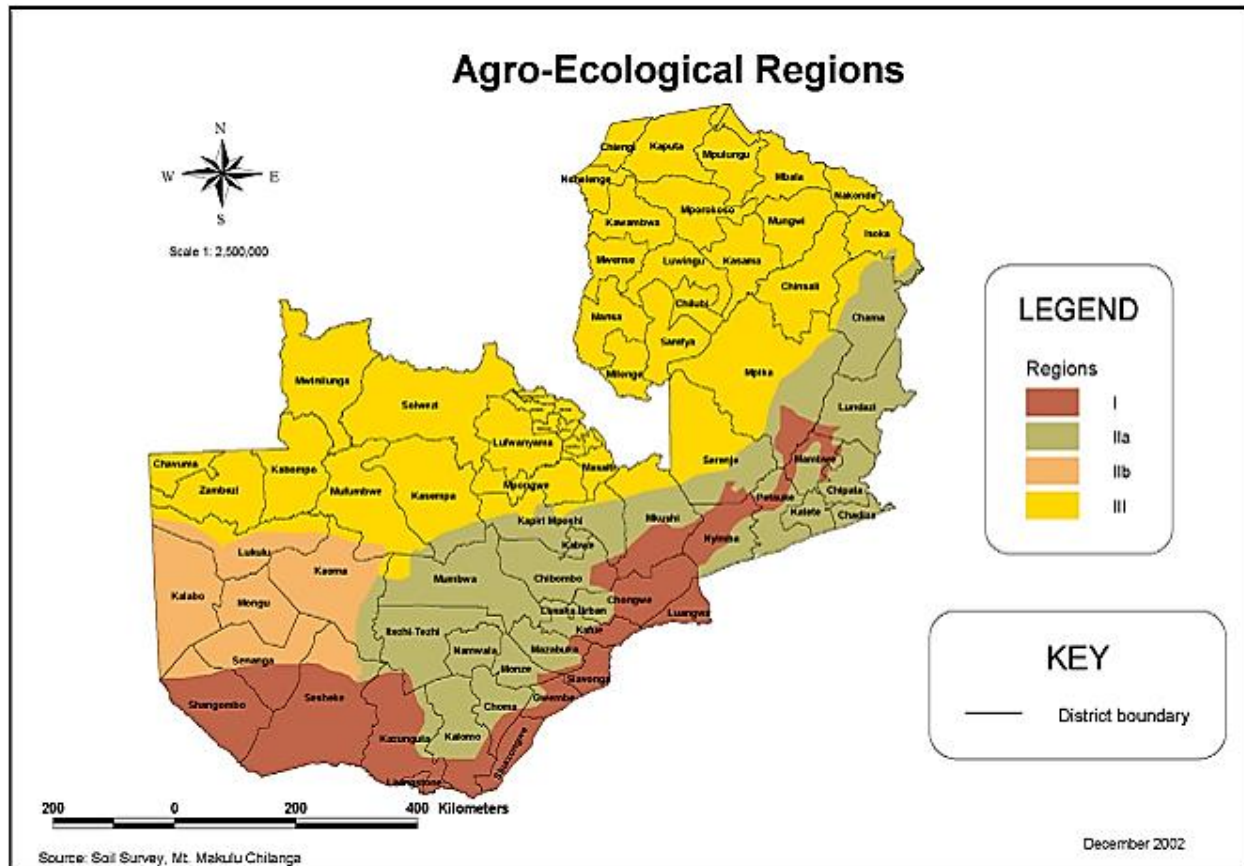 Agro-Ecological Regions
N
W E
S
Scale 1: 2,500,000
Chiengi
Kaputa
Mpulungu
Mbala
Nchelenge
Nakonde
Mporokoso
Kawambwa
Mungwi
Isoka
Mwense
Luwingu
Kasama
Chinsali
Chilubi
Mansa
Samfya
Chama
Milenge
Mpika
Mwinilunga
Solwezi
Lundazi
Lufwanyama
Chavuma
Kabompo
Masaiti
Serenje
Mambwe
Zambezi
Mufumbwe
Kasempa
Mpongwe
Chipata
Petauke
Katete
Chadiza
Kapiri Mposhi
Mkushi
Nyimba
Kabwe
Lukulu
Kaoma
Mumbwa
Chibombo
Kalabo
Mongu
Chongwe
Luangwa
Lusaka Urban
Itezhi-Tezhi
Kafue
Namwala
Mazabuka
Senanga
Monze
Siavonga
Shangombo
Sesheke
Gwembe
Choma
Kazungula
Kalomo
Sinazongwe
Livingstone
LEGEND
Regions
I
IIa
IIb
III
KEY
District boundary
200 0 200 400 Kilometers
Source: Soil Survey, Mt. Makulu Chilanga
December 2002